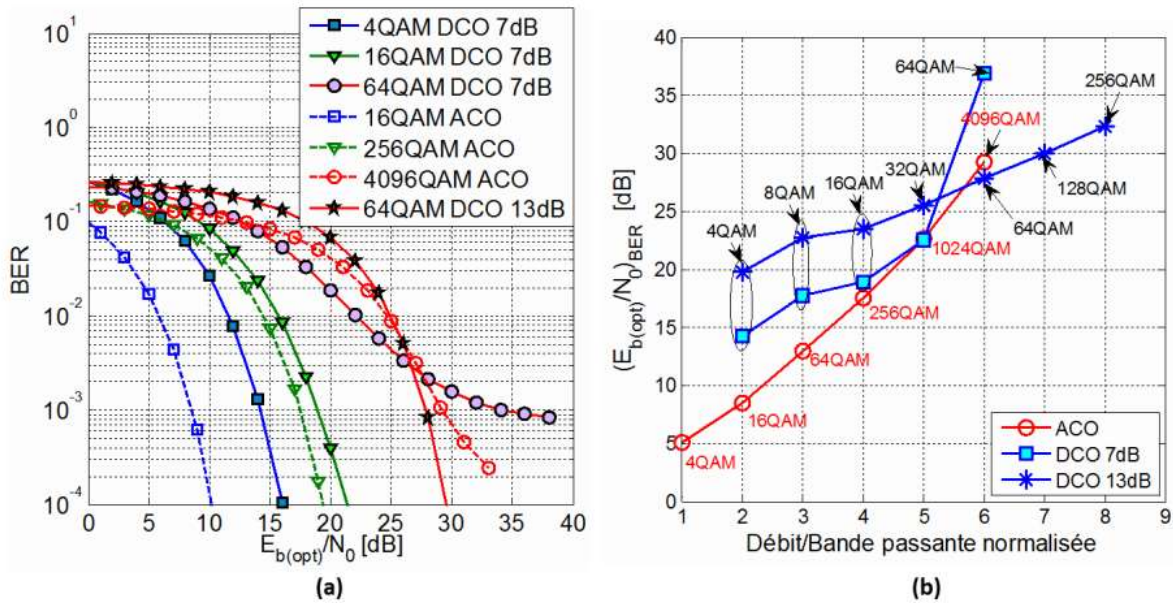 BER
10^1
10^0
10^-1
10^-2
10^-3
10^-4
0 5 10 15 20 25 30 35 40
E_b(opt)/N_0 [dB]
4QAM DCO 7dB
16QAM DCO 7dB
64QAM DCO 7dB
16QAM ACO
256QAM ACO
4096QAM ACO
64QAM DCO 13dB
(a)
(E_b(opt)/N_0)_BER [dB]
40
35
30
25
20
15
10
5
0
1 2 3 4 5 6 7 8 9
Débit/Bande passante normalisée
64QAM
256QAM
4096QAM
32QAM
16QAM
8QAM
4QAM
128QAM
64QAM
1024QAM
256QAM
64QAM
16QAM
4QAM
ACO
DCO 7dB
DCO 13dB
(b)